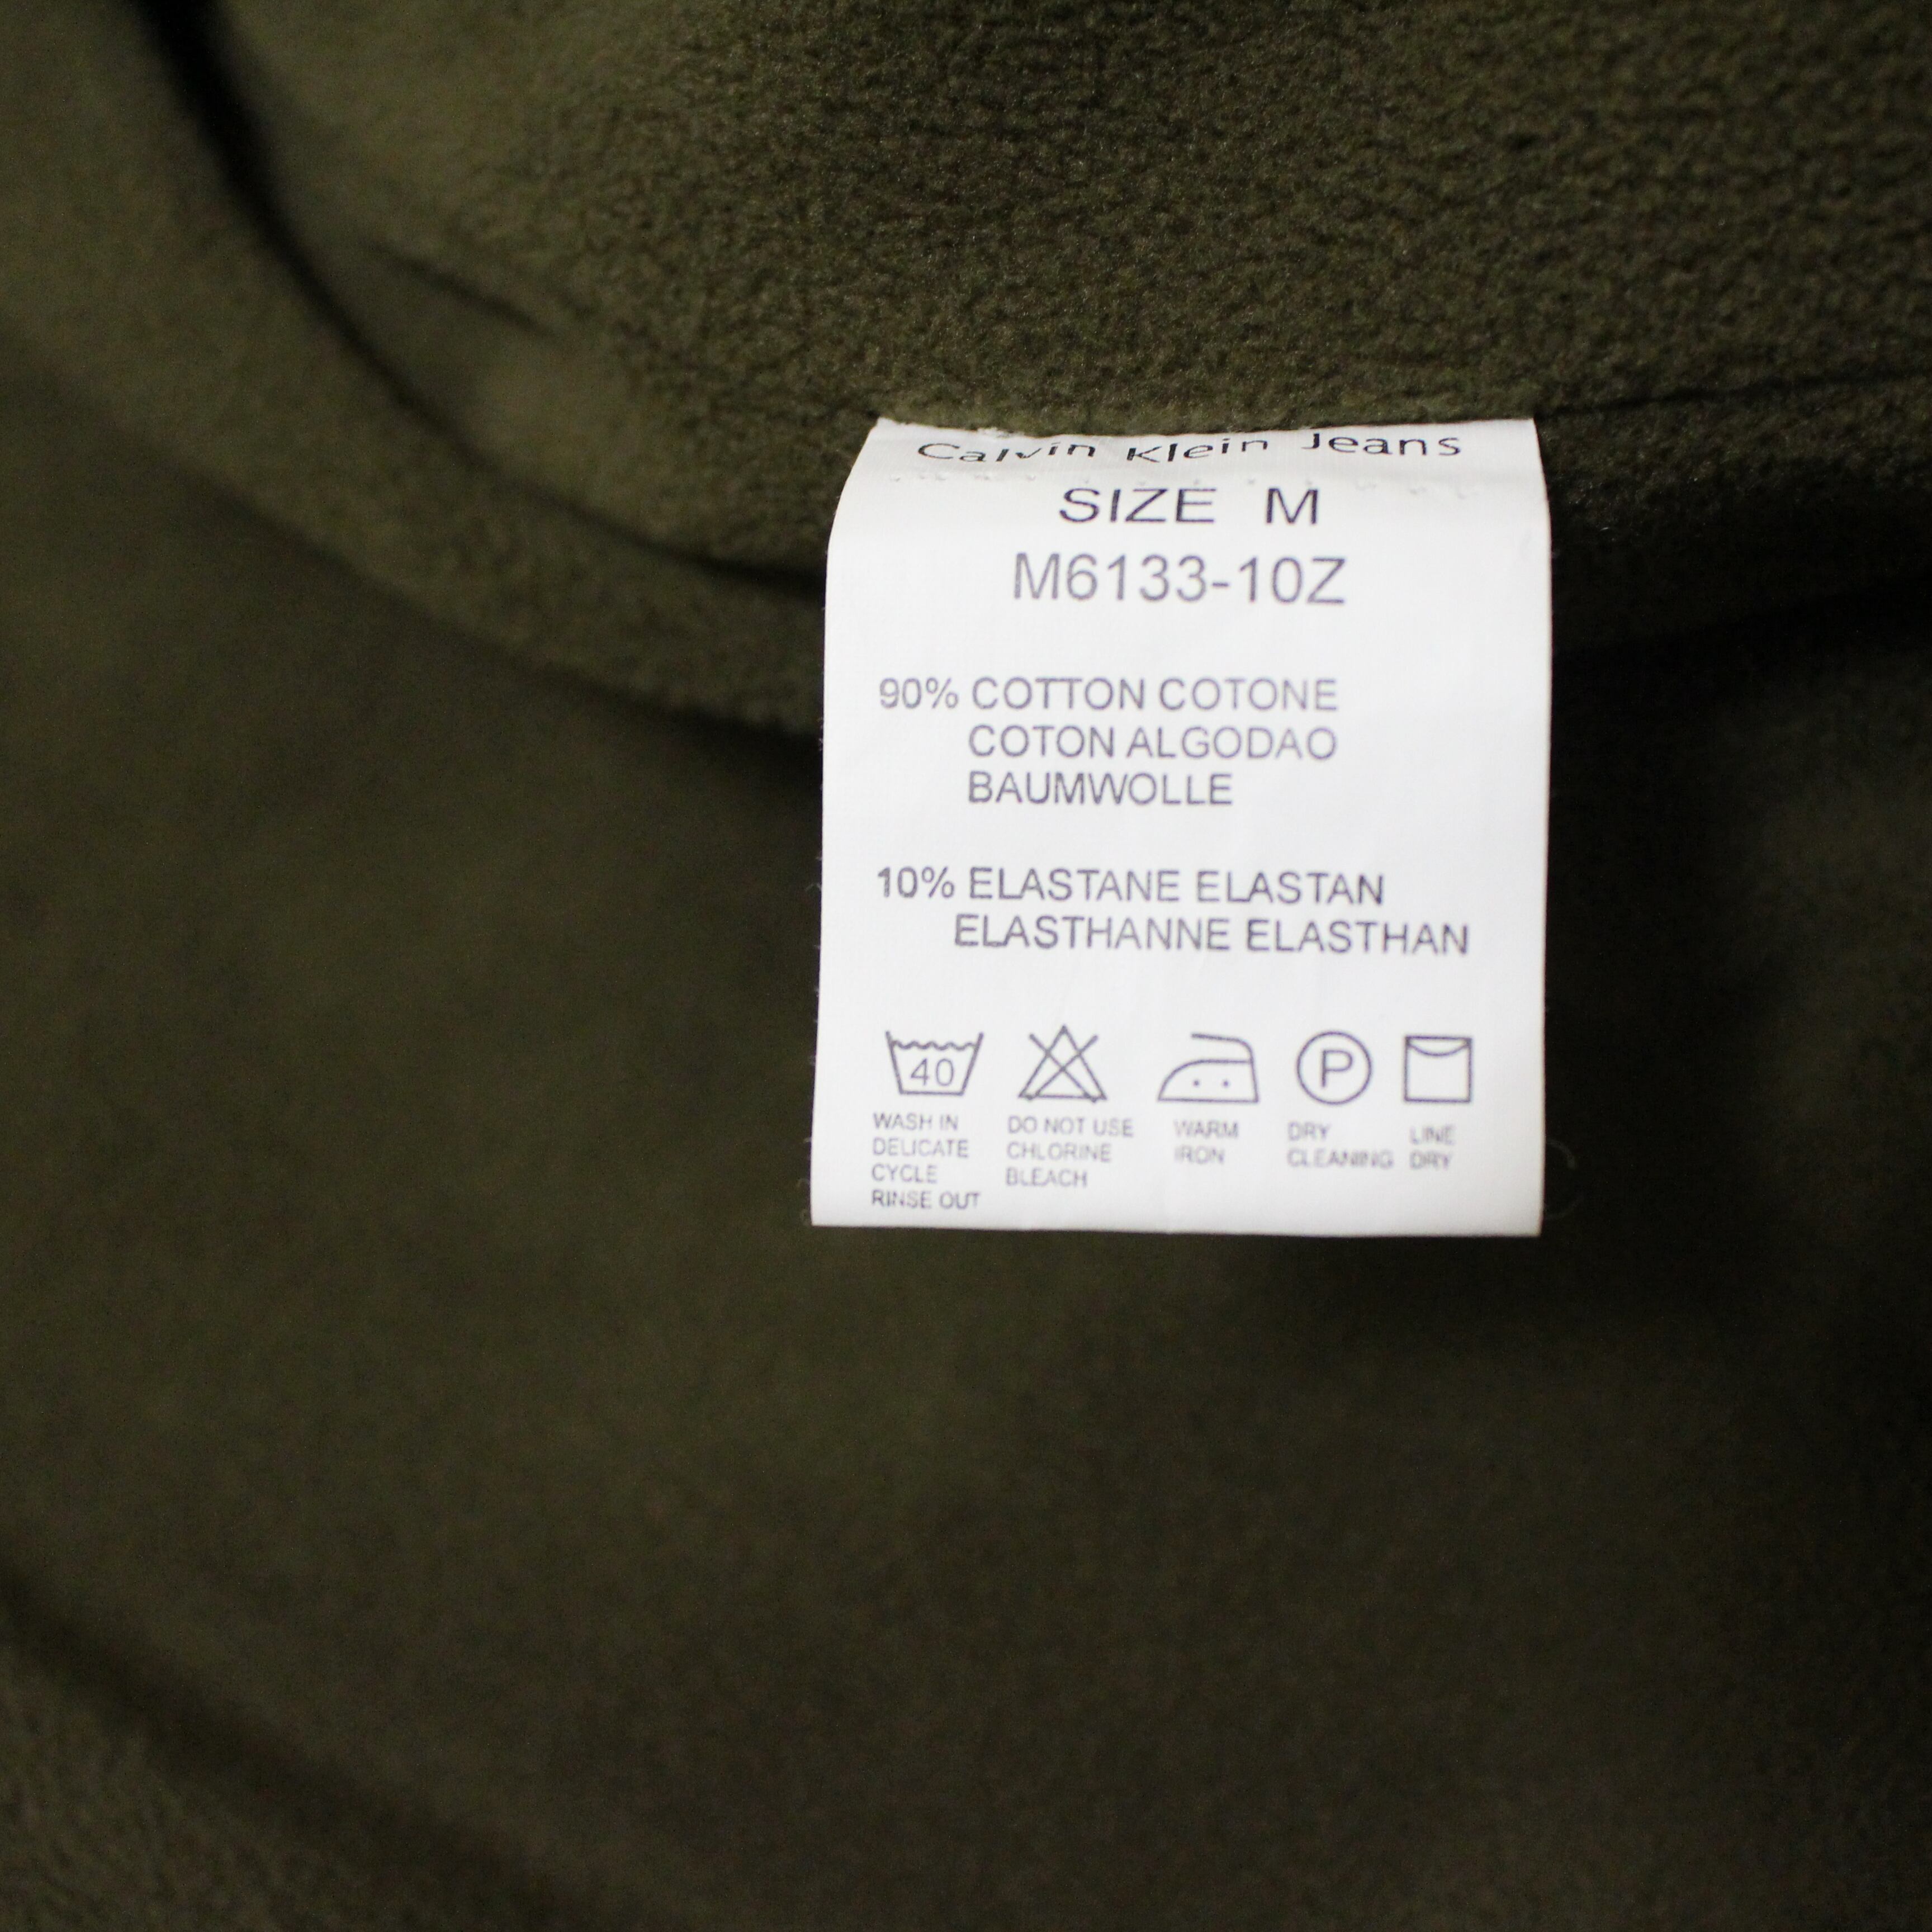 Calvin Klein Jeans
SIZE M
M6133-10Z
90% COTTON COTONE
COTON ALGODAO
BAUMWOLLE
10% ELASTANE ELASTAN
ELASTHANNE ELASTHAN
40 P
WASH IN
DELICATE
CYCLE
RINSE OUT
DO NOT USE
CHLORINE
BLEACH
WARM
IRON
DRY
CLEANING
LINE
DRY